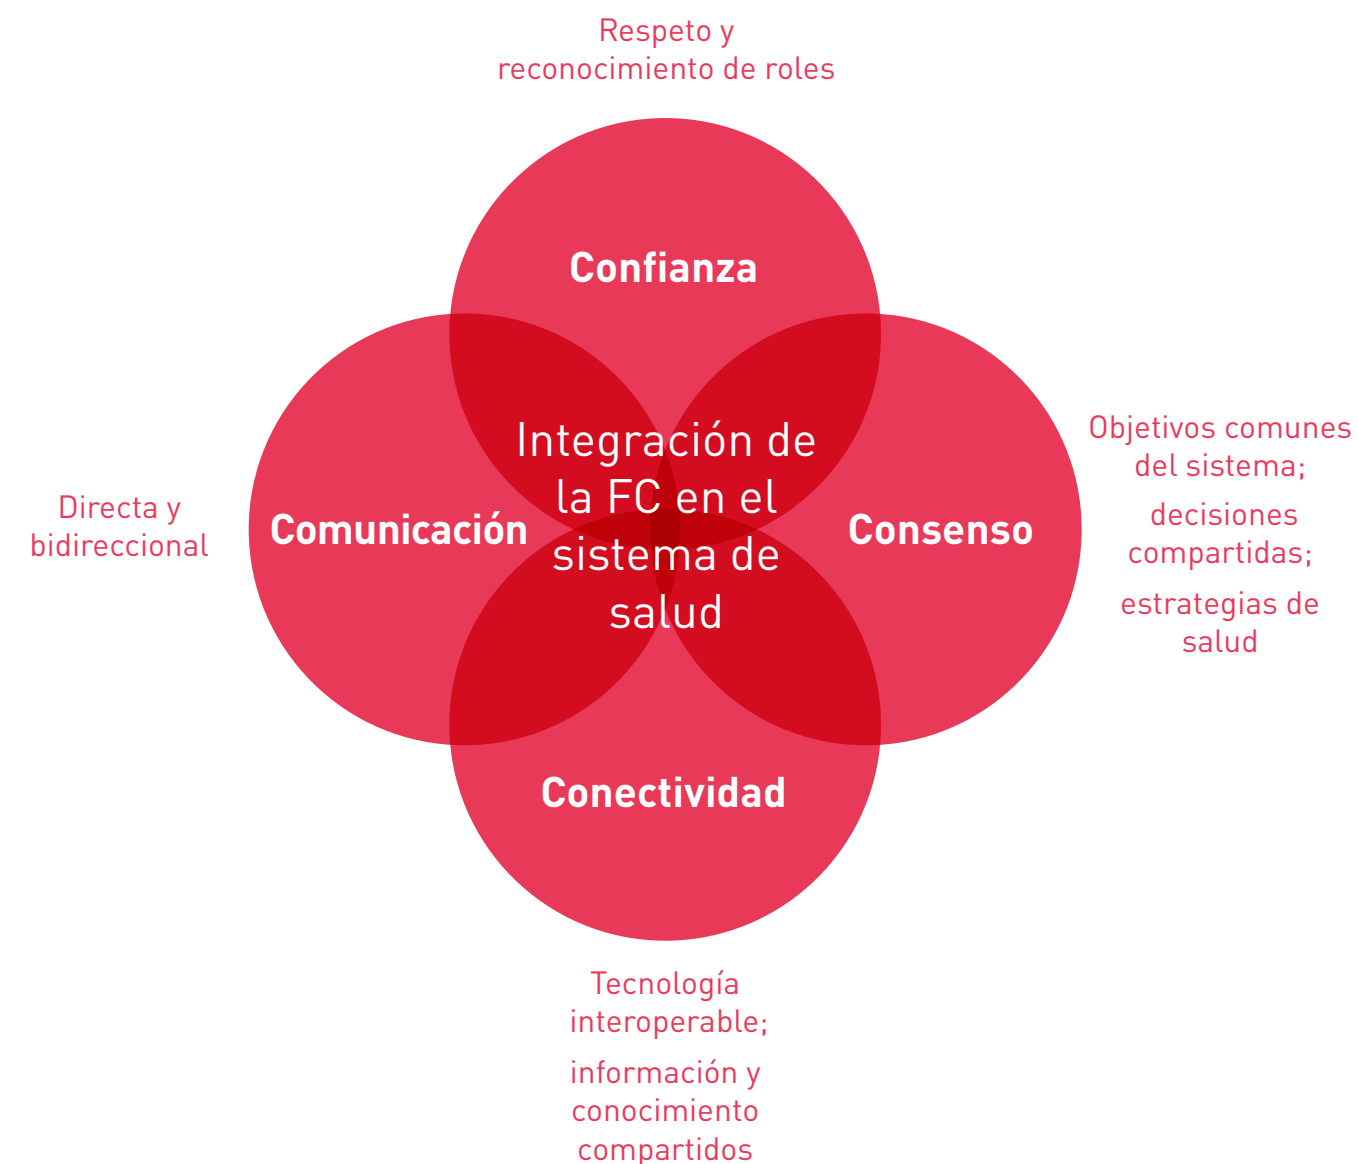 Respeto y
reconocimiento de roles
Confianza
Integración de
la FC en el
sistema de
salud
Directa y
bidireccional
Comunicación
Consenso
Objetivos comunes
del sistema;
decisiones
compartidas;
estrategias de
salud
Conectividad
Tecnología
interoperable;
información y
conocimiento
compartidos